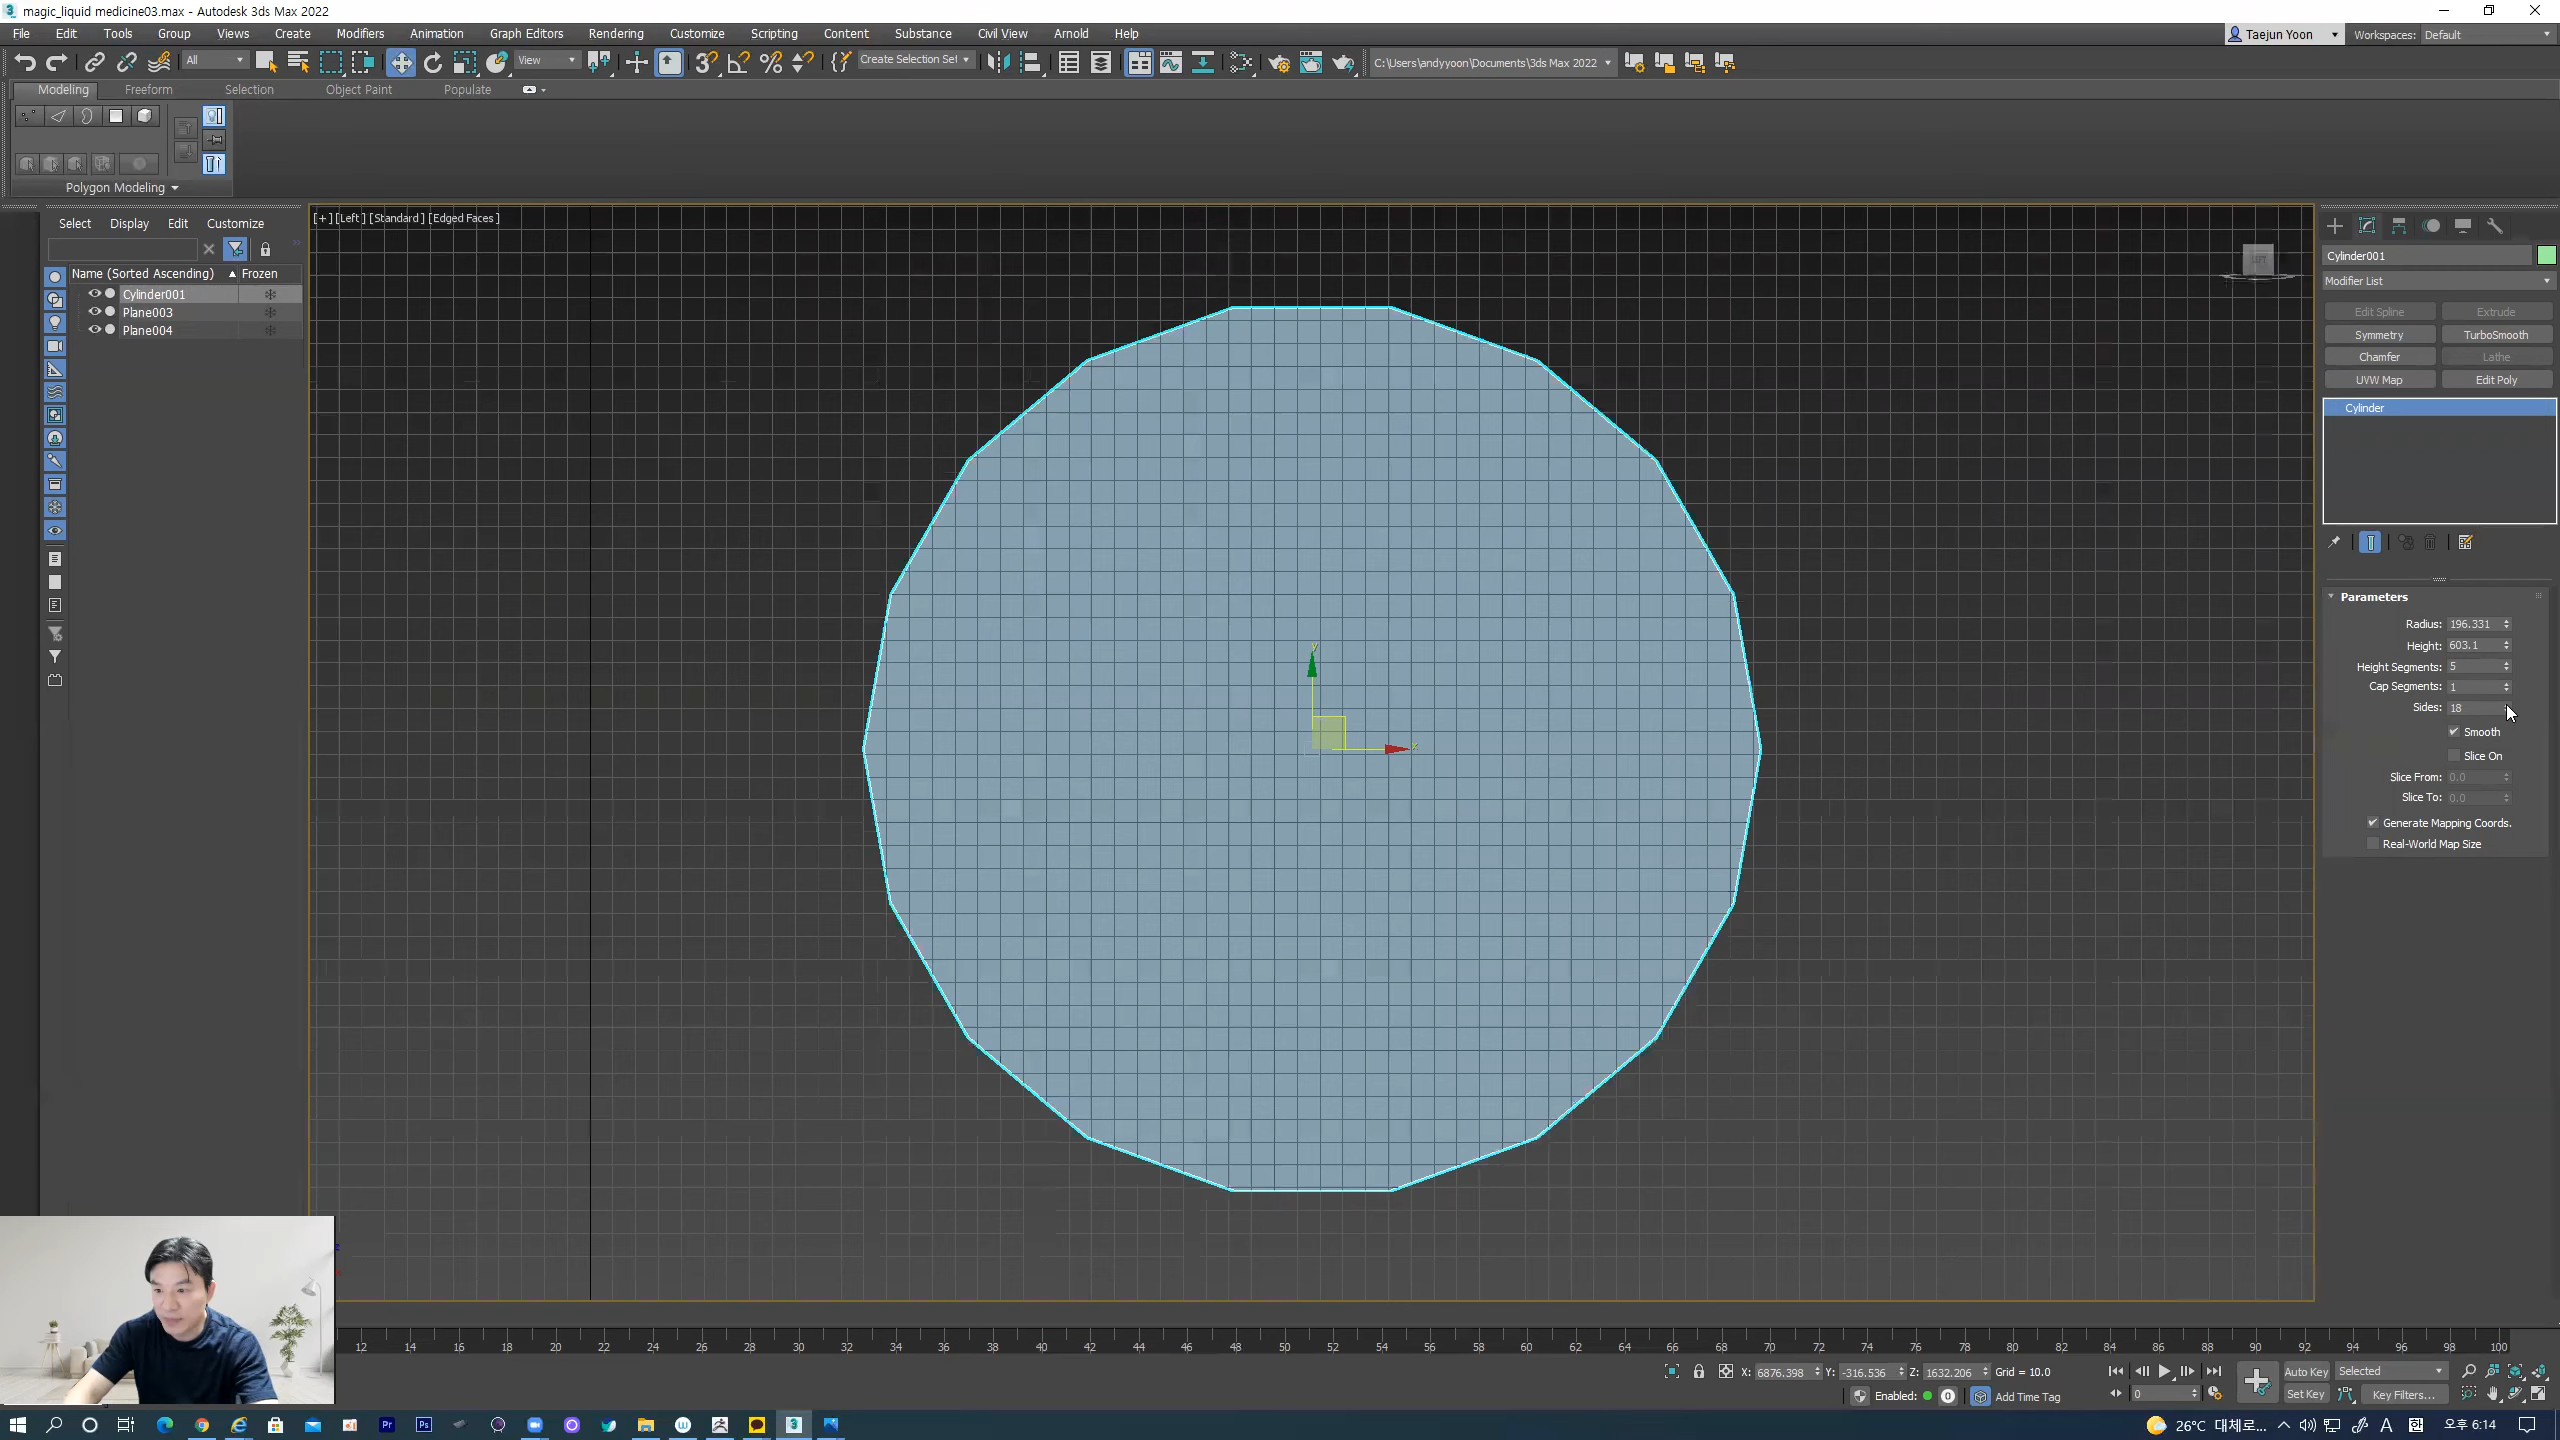 magic_liquid medicine03.max - Autodesk 3ds Max 2022
File Edit Tools Group Views Create Modifiers Animation Graph Editors Rendering Customize Scripting Content Substance Civil View Arnold Help
Taejun Yoon Workspaces: Default
All View Create Selection Set C:\Users\andyyoon\Documents\3ds Max 2022
Modeling Freeform Selection Object Paint Populate
Polygon Modeling
Select Display Edit Customize
[+] [Left] [Standard] [Edged Faces]
Name (Sorted Ascending) Frozen
Cylinder001
Plane003
Plane004
LEFT
Cylinder001
Modifier List
Edit Spline Extrude
Symmetry TurboSmooth
Chamfer Lathe
UVW Map Edit Poly
Cylinder
Parameters
Radius: 196.331
Height: 603.1
Height Segments: 5
Cap Segments: 1
Sides: 18
Smooth
Slice On
Slice From: 0.0
Slice To: 0.0
Generate Mapping Coords.
Real-World Map Size
y
x
12 14 16 18 20 22 24 26 28 30 32 34 36 38 40 42 44 46 48 50 52 54 56 58 60 62 64 66 68 70 72 74 76 78 80 82 84 86 88 90 92 94 96 98 100
X: 6876.398 Y: -316.536 Z: 1632.206 Grid = 10.0
Auto Key Selected
Enabled: 0 Add Time Tag
0 Set Key Key Filters...
26°C 대체로... A 한 오후 6:14